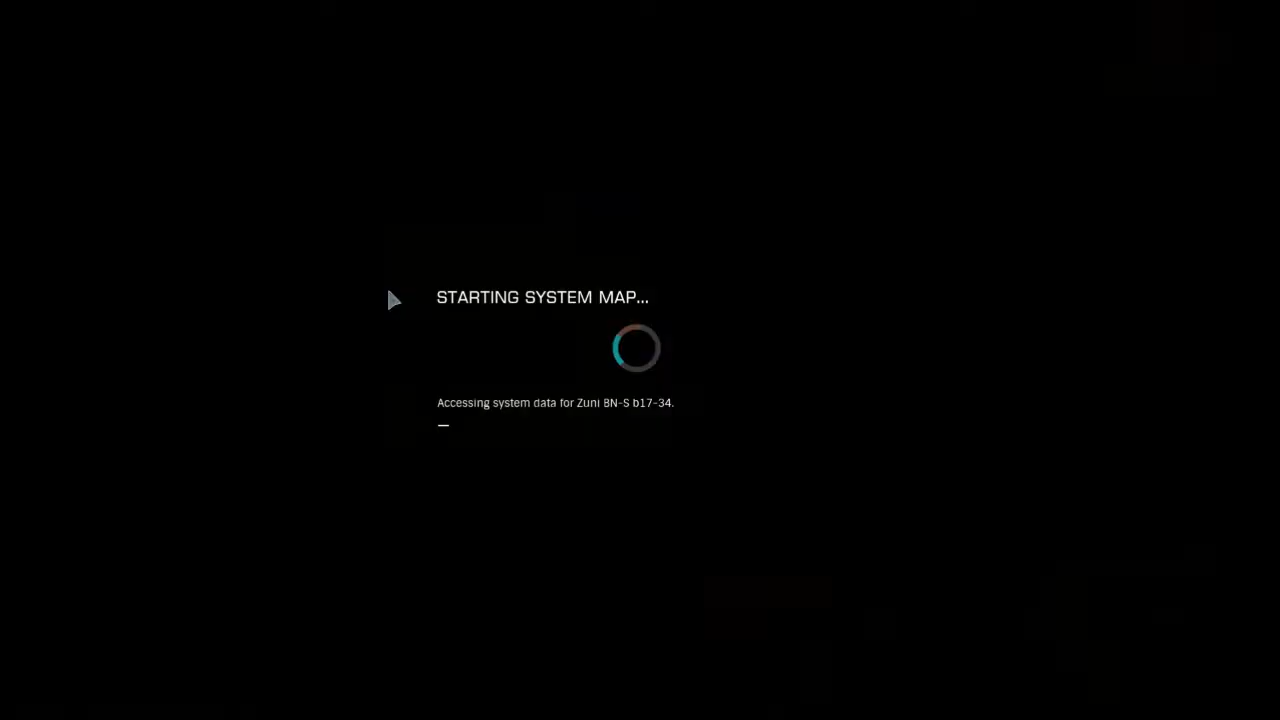 STARTING SYSTEM MAP...
Accessing system data for Zuni BN-S b17-34.